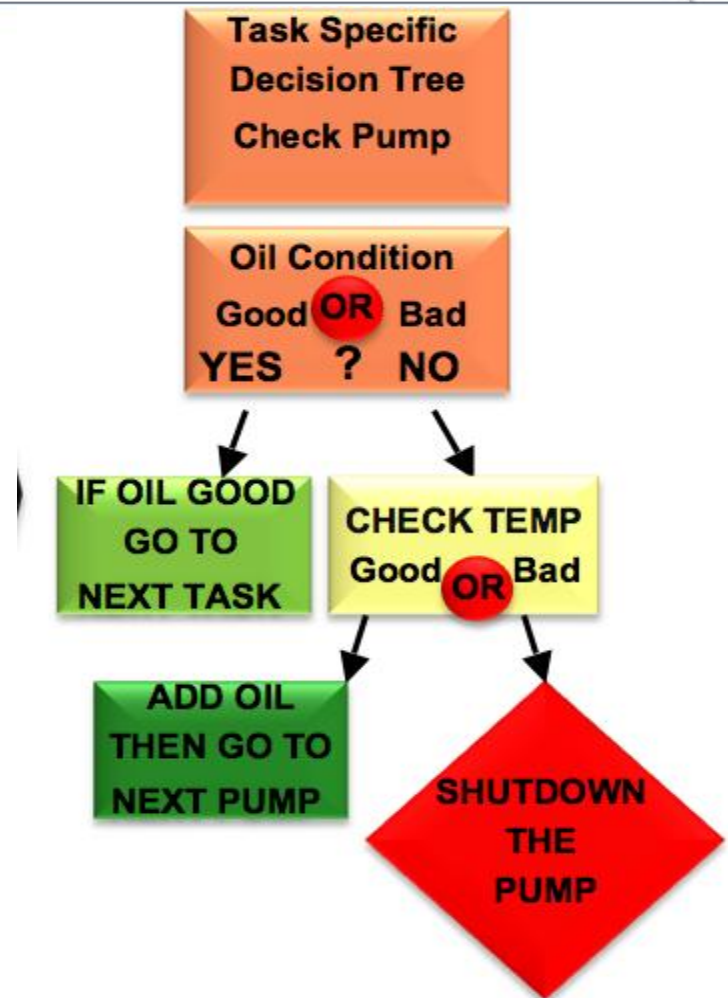 Task Specific
Decision Tree
Check Pump
Oil Condition
Good OR Bad
YES ? NO
IF OIL GOOD
GO TO
NEXT TASK
CHECK TEMP
Good OR Bad
ADD OIL
THEN GO TO
NEXT PUMP
SHUTDOWN
THE
PUMP